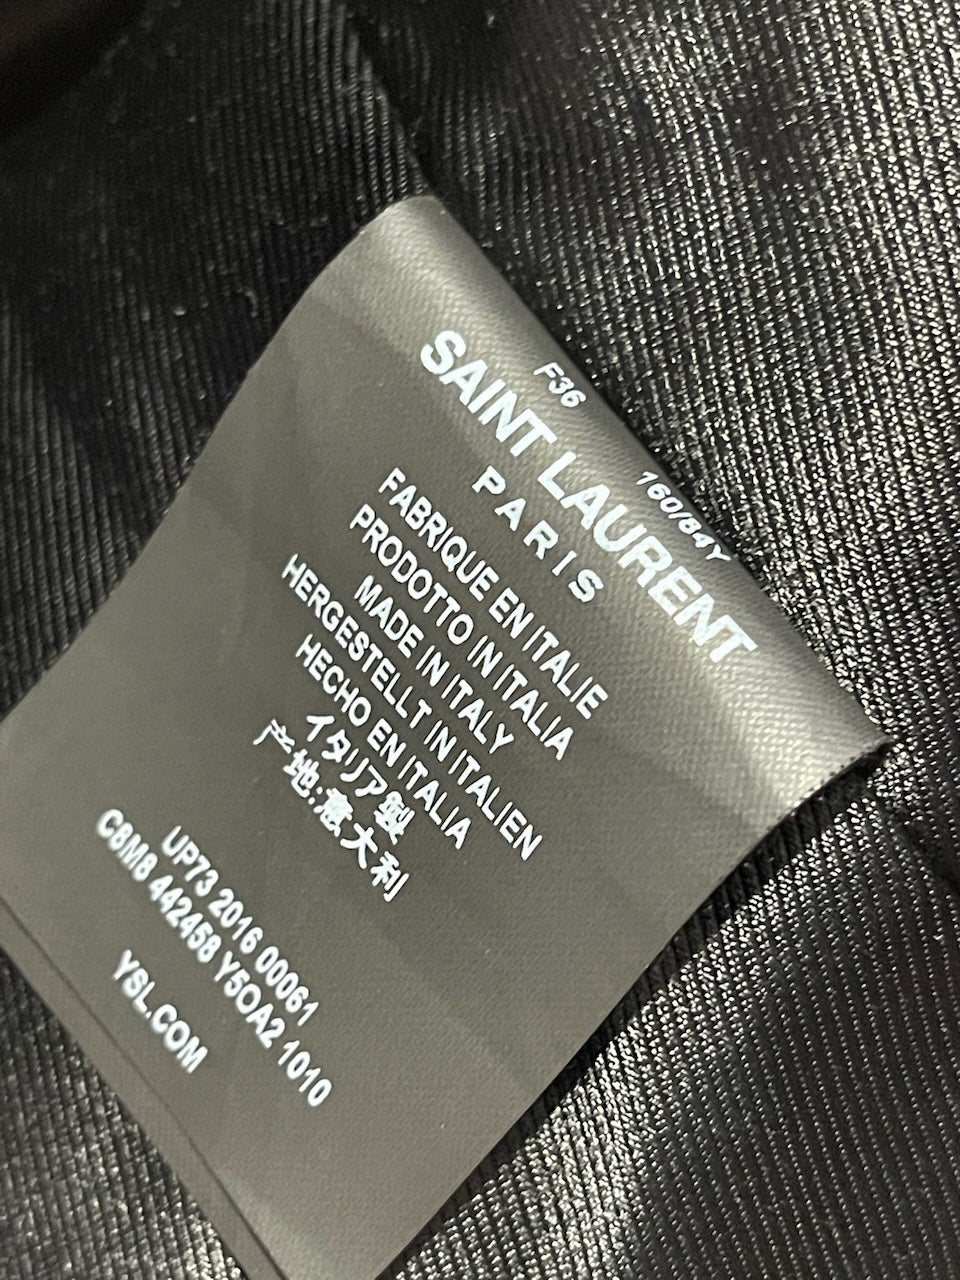 F36 160/84Y
SAINT LAURENT
PARIS
FABRIQUE EN ITALIE
PRODOTTO IN ITALIA
MADE IN ITALY
HERGESTELLT IN ITALIEN
HECHO EN ITALIA
イタリア製
产地:意大利
UP73 2016 00061
C8M8 442458 Y5OA2 1010
YSL.COM